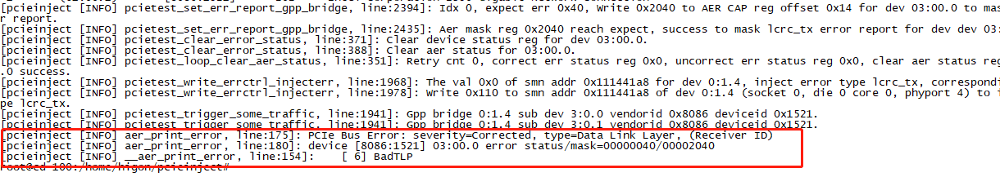 [pcieinject [INFO] pcietest_set_err_report_gpp_bridge, line:2394]: Idx 0, expect err 0x40, Write 0x2040 to AER CAP reg offset 0x14 for dev 03:00.0 to mas
r report.
[pcieinject [INFO] pcietest_set_err_report_gpp_bridge, line:2435]: Aer mask reg 0x2040 reach expect, success to mask lcrc_tx error report for dev dev 03:
[pcieinject [INFO] pcietest_clear_error_status, line:371]: Clear device status reg for dev 03:00.0.
[pcieinject [INFO] pcietest_clear_error_status, line:388]: Clear aer status for 03:00.0.
[pcieinject [INFO] pcietest_loop_clear_aer_status, line:351]: Retry cnt 0, correct err status reg 0x0, uncorrect err status reg 0x0, clear aer status reg
.0 success.
[pcieinject [INFO] pcietest_write_errctrl_injecterr, line:1968]: The val 0x0 of smn addr 0x111441a8 for dev 0:1.4, inject error type lcrc_tx, correspondi
[pcieinject [INFO] pcietest_write_errctrl_injecterr, line:1978]: Write 0x110 to smn addr 0x111441a8 of dev 0:1.4 (socket 0, die 0 core 0, phyport 4) to i
pe lcrc_tx.
[pcieinject [INFO] pcietest_trigger_some_traffic, line:1941]: Gpp bridge 0:1.4 sub dev 3:0.0 vendorid 0x8086 deviceid 0x1521.
[pcieinject [INFO] pcietest_trigger_some_traffic, line:1941]: Gpp bridge 0:1.4 sub dev 3:0.1 vendorid 0x8086 deviceid 0x1521.
[pcieinject [INFO] aer_print_error, line:175]: PCIe Bus Error: severity=Corrected, type=Data Link Layer, (Receiver ID)
[pcieinject [INFO] aer_print_error, line:180]: device [8086:1521] 03:00.0 error status/mask=00000040/00002040
[pcieinject [INFO] __aer_print_error, line:154]: [ 6] BadTLP
root@cd-100:/home/higon/pcieinject#